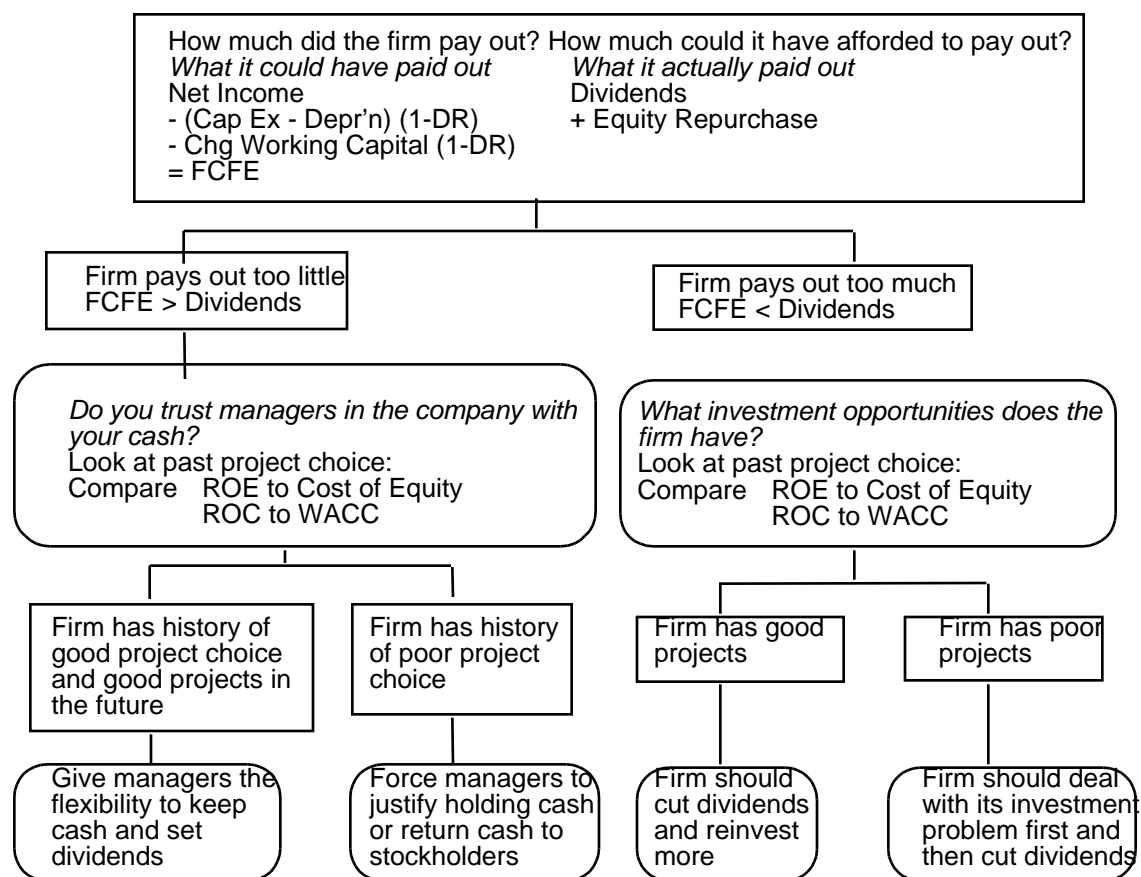 How much did the firm pay out? How much could it have afforded to pay out?
What it could have paid out
What it actually paid out
Net Income
Dividends
- (Cap Ex - Depr’n) (1-DR)
+ Equity Repurchase
- Chg Working Capital (1-DR)
= FCFE
Firm pays out too little
FCFE > Dividends
Firm pays out too much
FCFE < Dividends
Do you trust managers in the company with
your cash?
Look at past project choice:
Compare ROE to Cost of Equity
ROC to WACC
What investment opportunities does the
firm have?
Look at past project choice:
Compare ROE to Cost of Equity
ROC to WACC
Firm has history of
good project choice
and good projects in
the future
Firm has history
of poor project
choice
Firm has good
projects
Firm has poor
projects
Give managers the
flexibility to keep
cash and set
dividends
Force managers to
justify holding cash
or return cash to
stockholders
Firm should
cut dividends
and reinvest
more
Firm should deal
with its investment
problem first and
then cut dividends